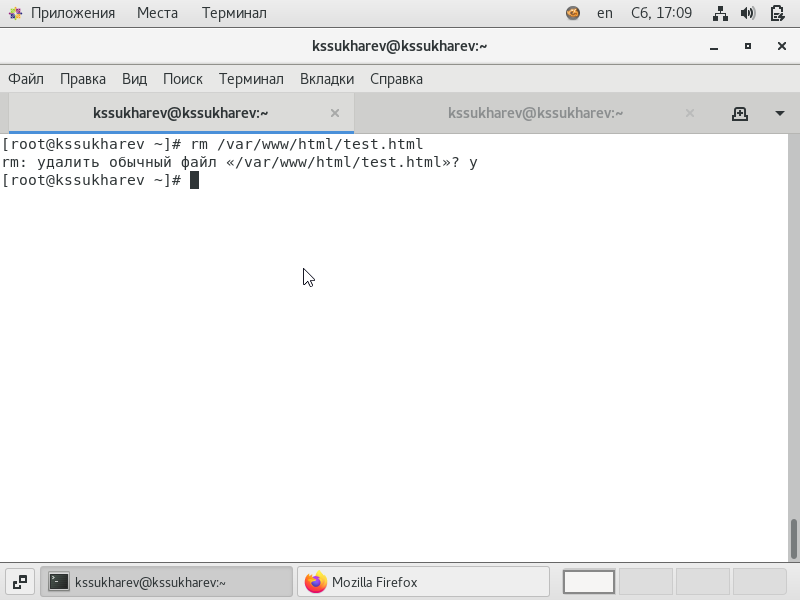 Приложения Места Терминал en Сб, 17:09
kssukharev@kssukharev:~
Файл Правка Вид Поиск Терминал Вкладки Справка
kssukharev@kssukharev:~ kssukharev@kssukharev:~
[root@kssukharev ~]# rm /var/www/html/test.html
rm: удалить обычный файл «/var/www/html/test.html»? y
[root@kssukharev ~]#
kssukharev@kssukharev:~ Mozilla Firefox